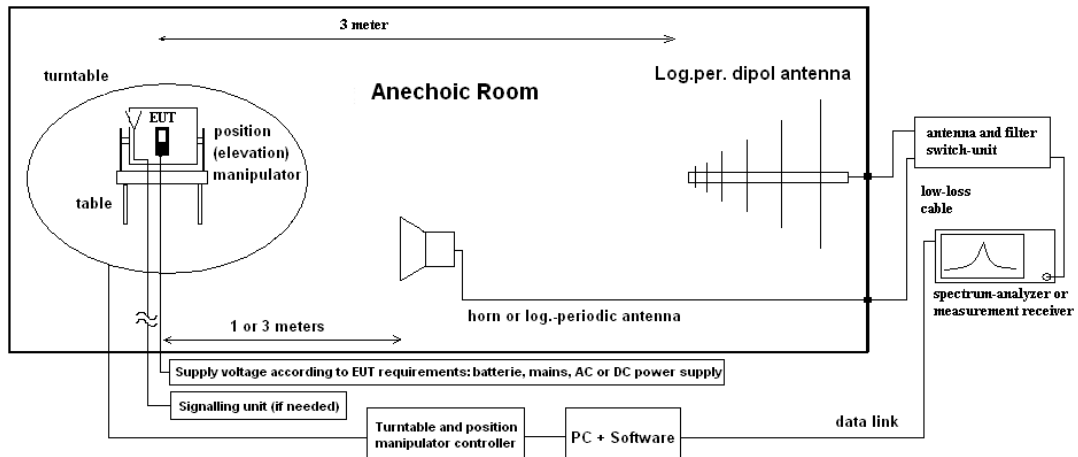 3 meter
turntable
Log.per. dipol antenna
Anechoic Room
EUT
position
(elevation)
manipulator
antenna and filter
switch-unit
table
low-loss
cable
spectrum-analyzer or
measurement receiver
horn or log.-periodic antenna
1 or 3 meters
Supply voltage according to EUT requirements: batterie, mains, AC or DC power supply
Signalling unit (if needed)
Turntable and position
manipulator controller
PC + Software
data link